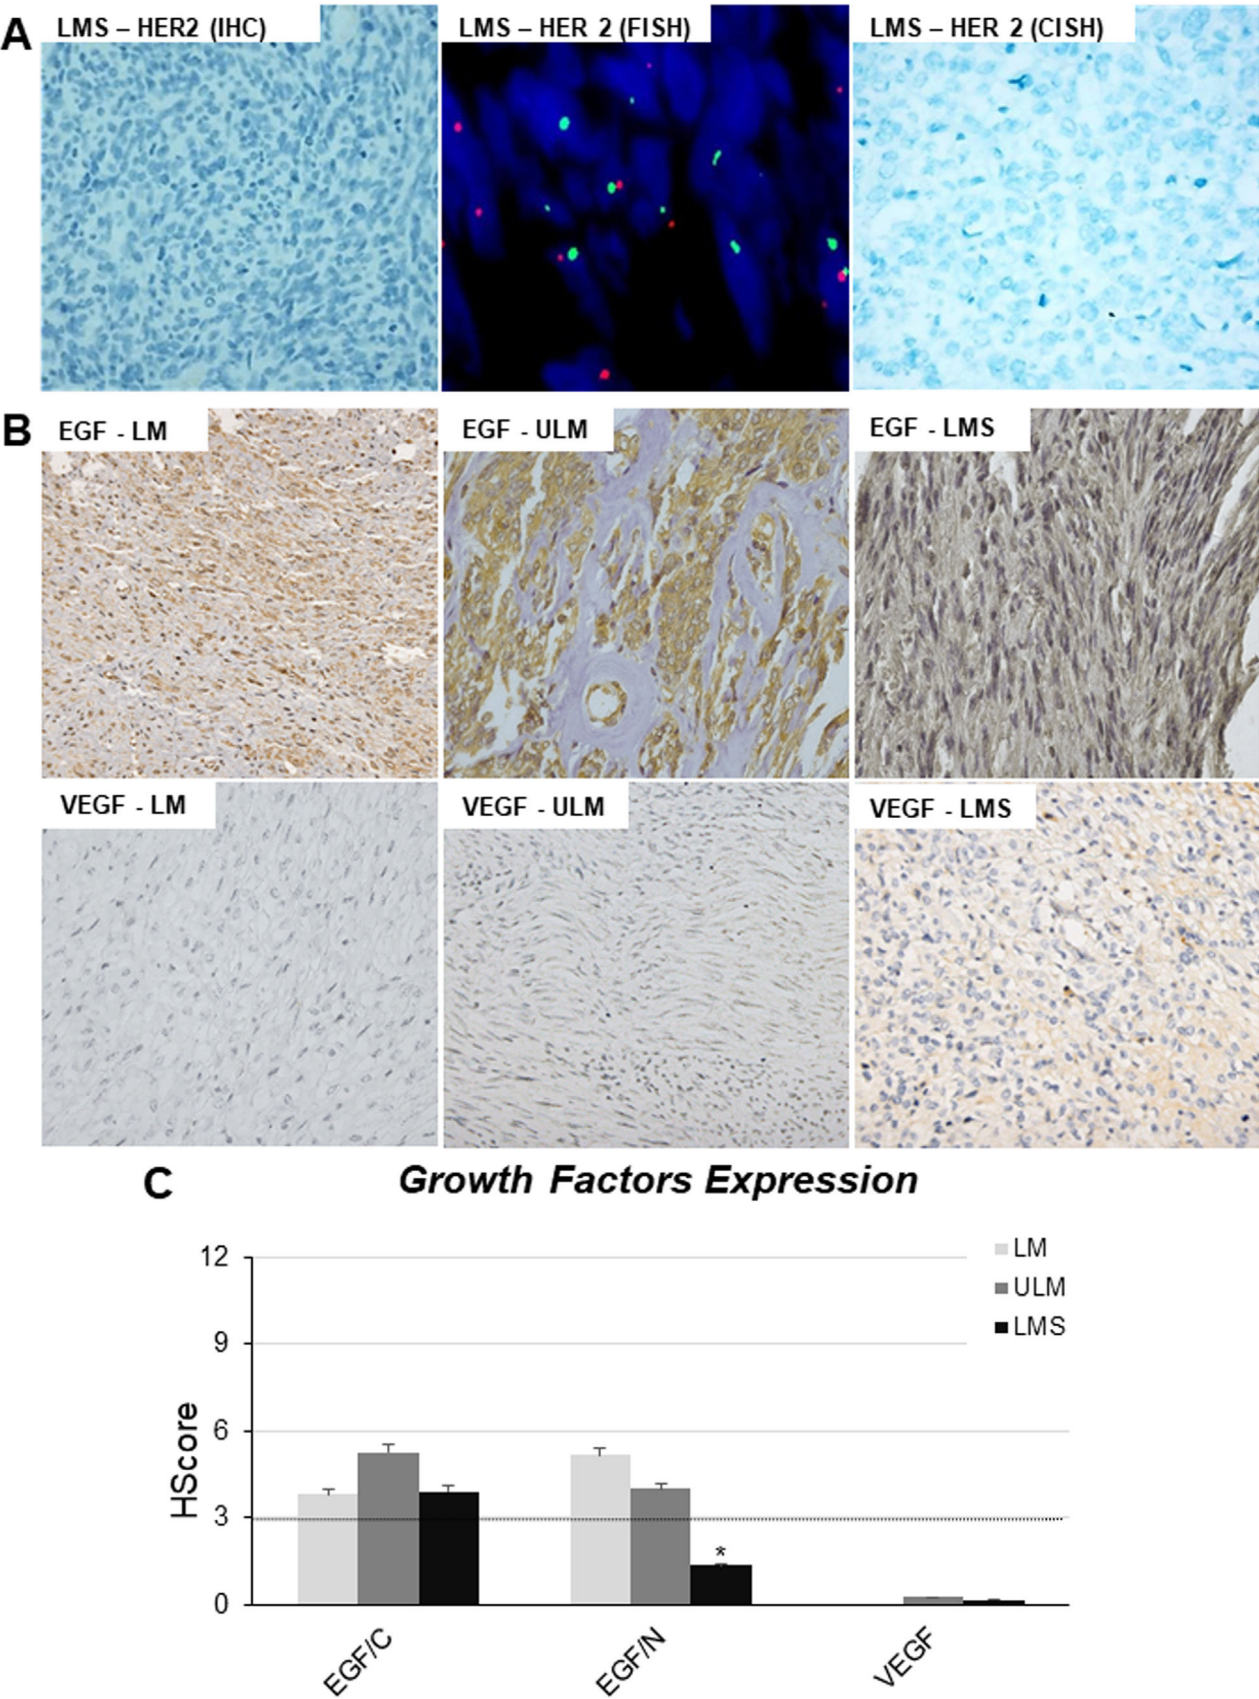 A
LMS – HER2 (IHC)
LMS – HER 2 (FISH)
LMS – HER 2 (CISH)
B
EGF - LM
EGF - ULM
EGF - LMS
VEGF - LM
VEGF - ULM
VEGF - LMS
C
Growth Factors Expression
12
9
6
3
0
HScore
*
LM
ULM
LMS
EGF/C
EGF/N
VEGF